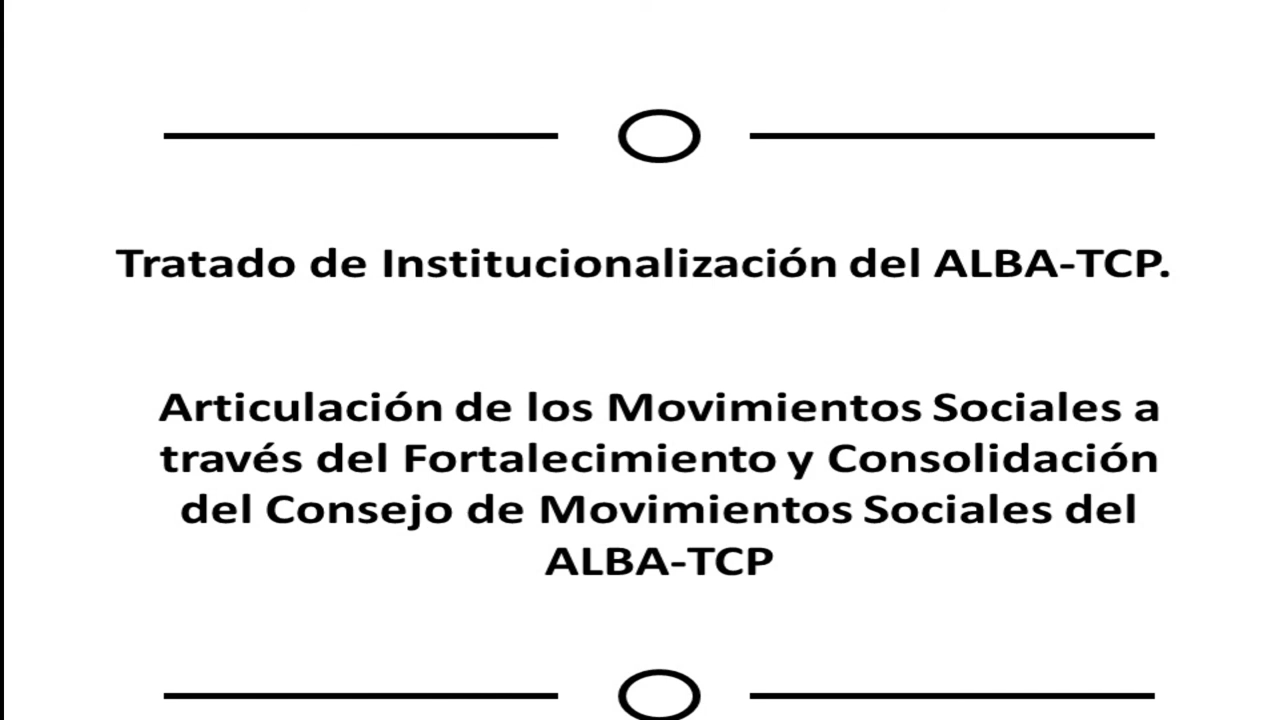 Tratado de Institucionalización del ALBA-TCP.
Articulación de los Movimientos Sociales a
través del Fortalecimiento y Consolidación
del Consejo de Movimientos Sociales del
ALBA-TCP